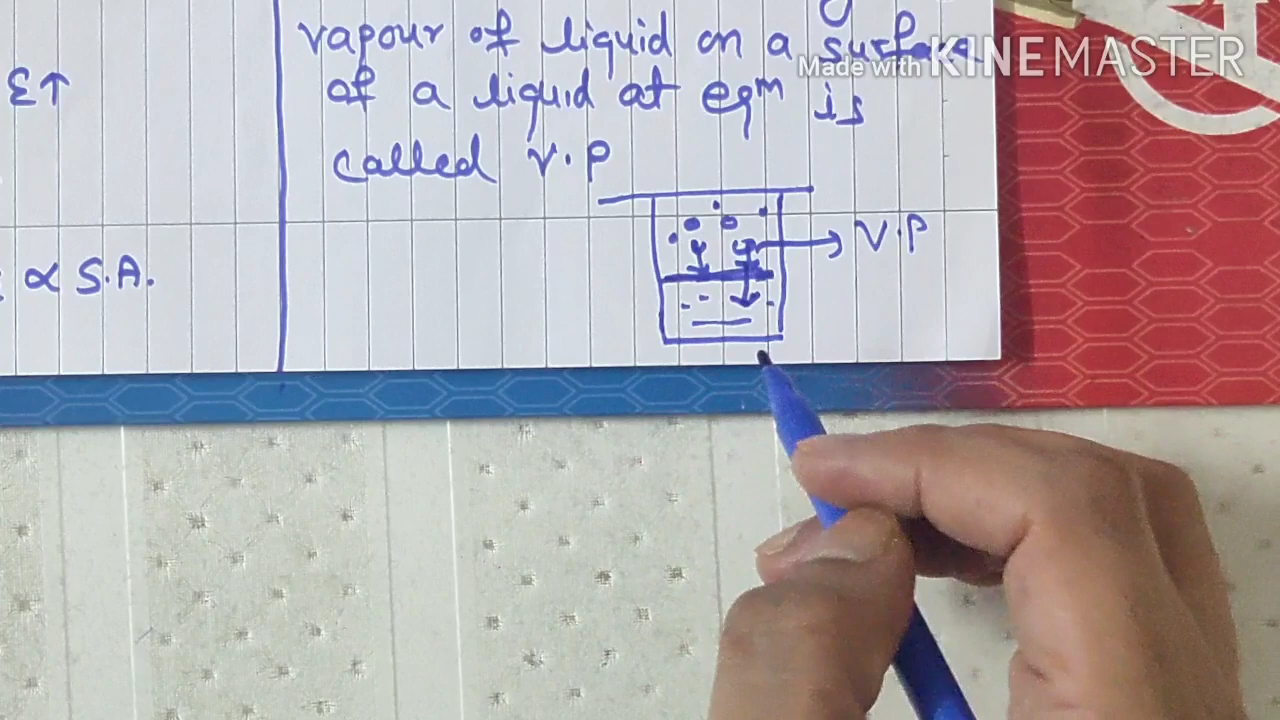 vapour of liquid on a surface
Made with KINEMASTER
of a liquid at eqm is
called V.P
V.P
E↑
∝ S.A.